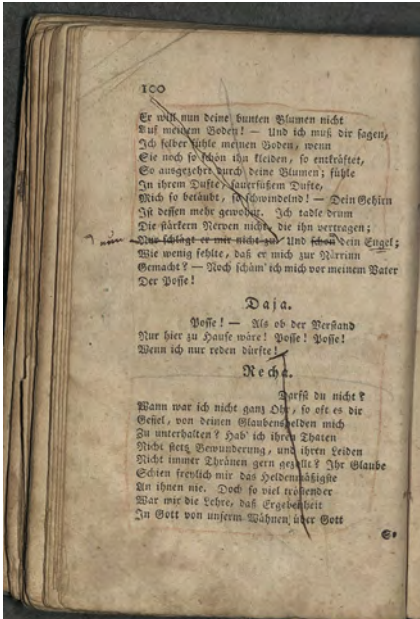 100
Er will nun deine bunten Blumen nicht
Auf meinem Boden! — Und ich muß dir sagen,
Ich selber fühle meinen Boden, wenn
Sie noch so schön ihn kleiden, so entkräftet,
So ausgezehrt durch deine Blumen; fühle
In ihrem Dufte, sauersüßem Dufte,
Mich so betäubt, so schwindelnd! — Dein Gehirn
Ist dessen mehr gewohnt. Ich tadle drum
Die stärkern Nerven nicht, die ihn vertragen;
nun
Nur schlägt er mir nicht zu. Und schon dein Engel,
Wie wenig fehlte, daß er mich zur Närrinn
Gemacht? — Noch schäm' ich mich vor meinem Vater
Der Posse!
Daja.
Posse! — Als ob der Verstand
Nur hier zu Hause wäre! Posse! Posse!
Wenn ich nur reden dürfte!
Recha.
Darfst du nicht?
Wann war ich nicht ganz Ohr, so oft es dir
Gefiel, von deinen Glaubenshelden mich
Zu unterhalten? Hab' ich ihren Thaten
Nicht stets Bewunderung, und ihren Leiden
Nicht immer Thränen gern gezollt? Ihr Glaube
Schien freylich mir das Heldenmäßigste
An ihnen nie. Doch so viel tröstender
War mir die Lehre, daß Ergebenheit
In Gott von unserm Wähnen über Gott